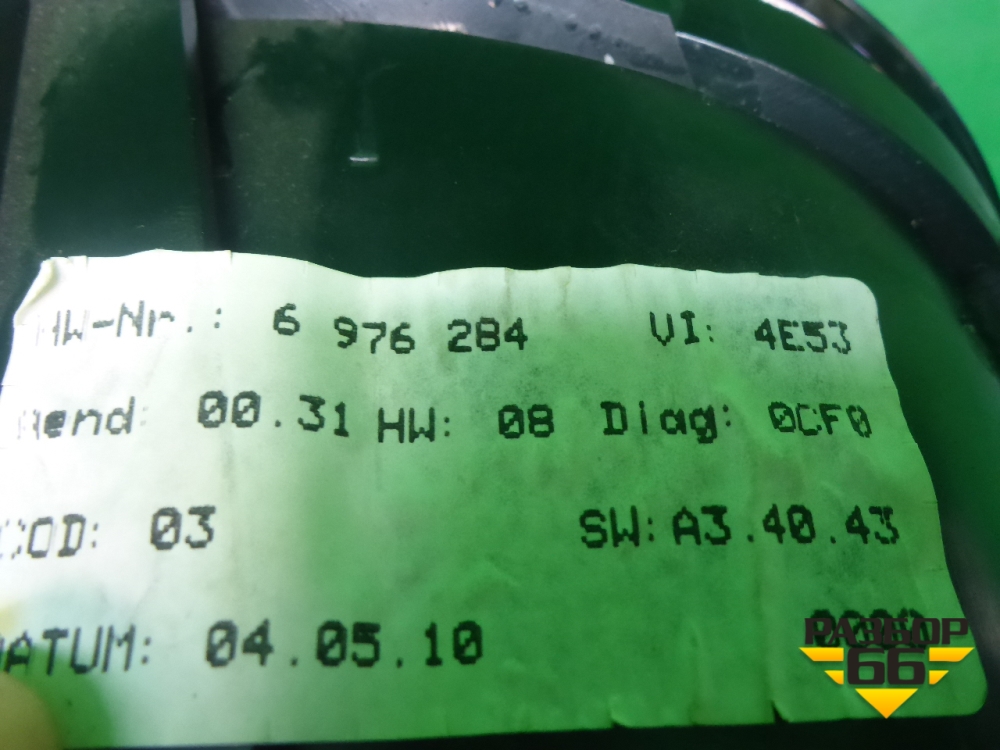 HW-Nr.: 6 976 284 VI: 4E53
Aend: 00.31 HW: 08 Diag: 0CF0
COD: 03 SW: A3.40.43
DATUM: 04.05.10
РАЗБОР
66